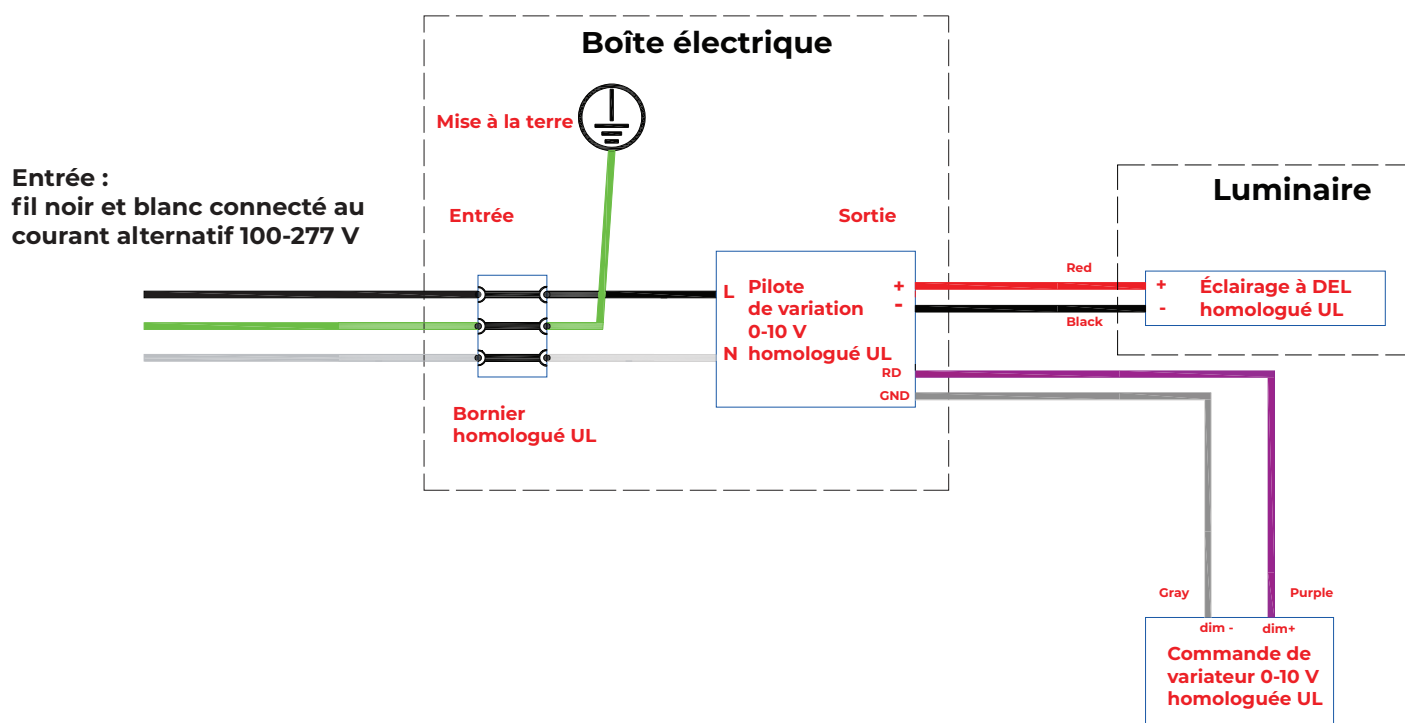 Boîte électrique
Mise à la terre
Entrée :
fil noir et blanc connecté au
courant alternatif 100-277 V
Entrée
Sortie
Luminaire
L
Pilote
de variation
0-10 V
homologué UL
N
+
-
RD
GND
Red
Black
+
-
Éclairage à DEL
homologué UL
Bornier
homologué UL
Gray
Purple
dim -
dim+
Commande de
variateur 0-10 V
homologuée UL